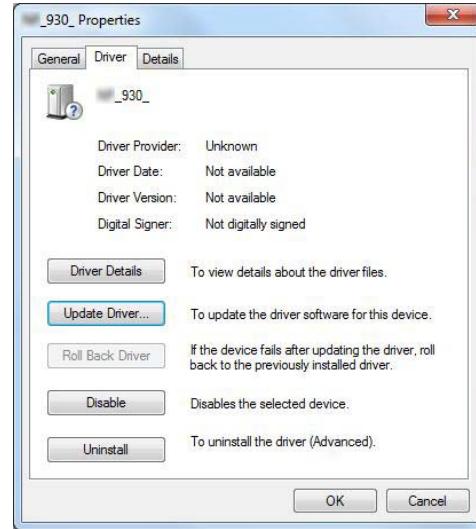 _930_ Properties
General Driver Details
_930_
Driver Provider: Unknown
Driver Date: Not available
Driver Version: Not available
Digital Signer: Not digitally signed
Driver Details To view details about the driver files.
Update Driver... To update the driver software for this device.
Roll Back Driver If the device fails after updating the driver, roll
back to the previously installed driver.
Disable Disables the selected device.
Uninstall To uninstall the driver (Advanced).
OK Cancel